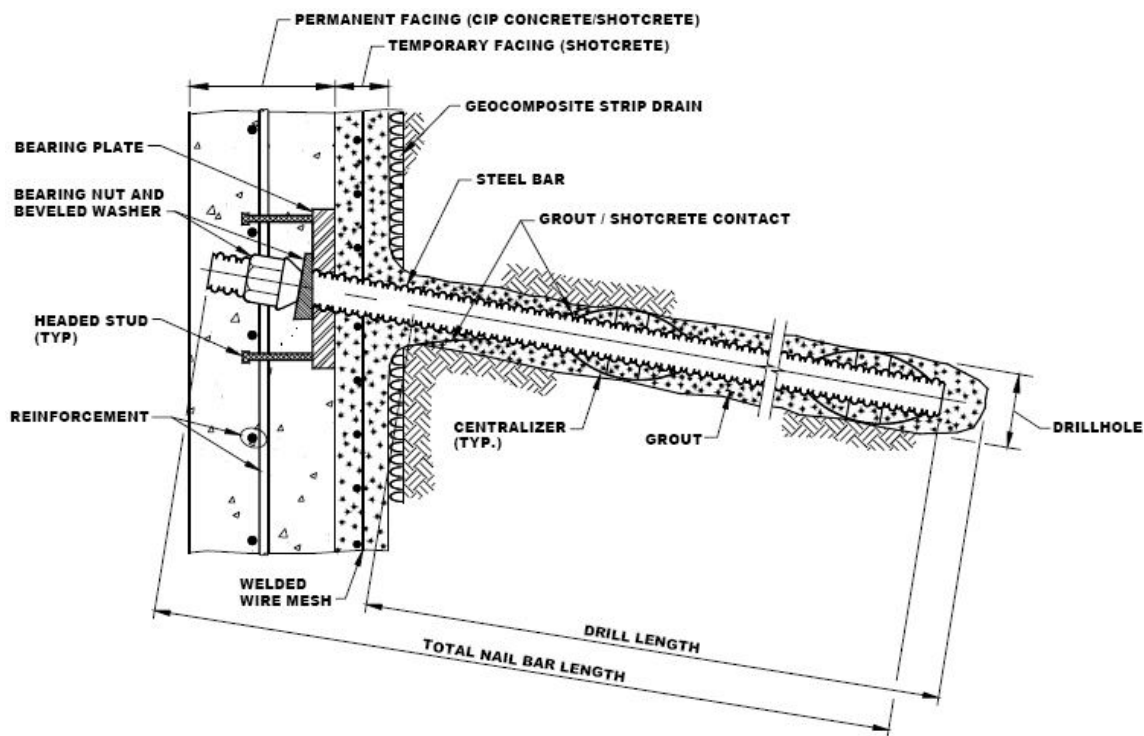 PERMANENT FACING (CIP CONCRETE/SHOTCRETE)
TEMPORARY FACING (SHOTCRETE)
GEOCOMPOSITE STRIP DRAIN
BEARING PLATE
STEEL BAR
BEARING NUT AND
BEVELED WASHER
GROUT / SHOTCRETE CONTACT
HEADED STUD
(TYP)
REINFORCEMENT
CENTRALIZER
(TYP.)
GROUT
DRILLHOLE
WELDED
WIRE MESH
DRILL LENGTH
TOTAL NAIL BAR LENGTH